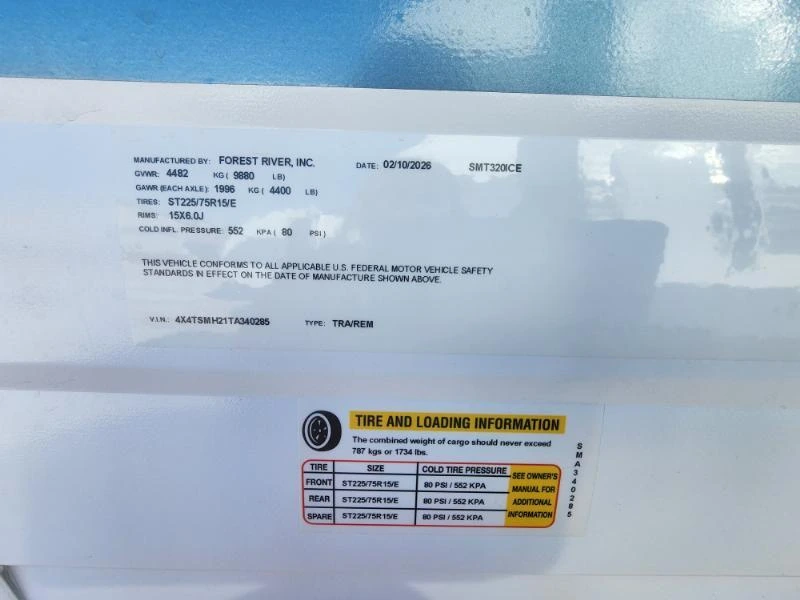 MANUFACTURED BY: FOREST RIVER, INC. DATE: 02/10/2026 SMT320ICE
GVWR: 4482 KG ( 9880 LB)
GAWR (EACH AXLE): 1996 KG ( 4400 LB)
TIRES: ST225/75R15/E
RIMS: 15X6.0J
COLD INFL. PRESSURE: 552 KPA ( 80 PSI)
THIS VEHICLE CONFORMS TO ALL APPLICABLE U.S. FEDERAL MOTOR VEHICLE SAFETY
STANDARDS IN EFFECT ON THE DATE OF MANUFACTURE SHOWN ABOVE.
V.I.N.: 4X4TSMH21TA340285 TYPE: TRA/REM
TIRE AND LOADING INFORMATION
The combined weight of cargo should never exceed
787 kgs or 1734 lbs.
TIRE SIZE COLD TIRE PRESSURE
FRONT ST225/75R15/E 80 PSI / 552 KPA
REAR ST225/75R15/E 80 PSI / 552 KPA
SPARE ST225/75R15/E 80 PSI / 552 KPA
SEE OWNER'S
MANUAL FOR
ADDITIONAL
INFORMATION
SMA340285